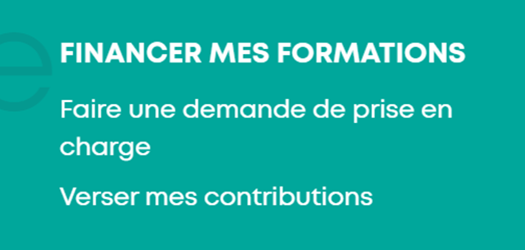 FINANCER MES FORMATIONS
Faire une demande de prise en
charge
Verser mes contributions